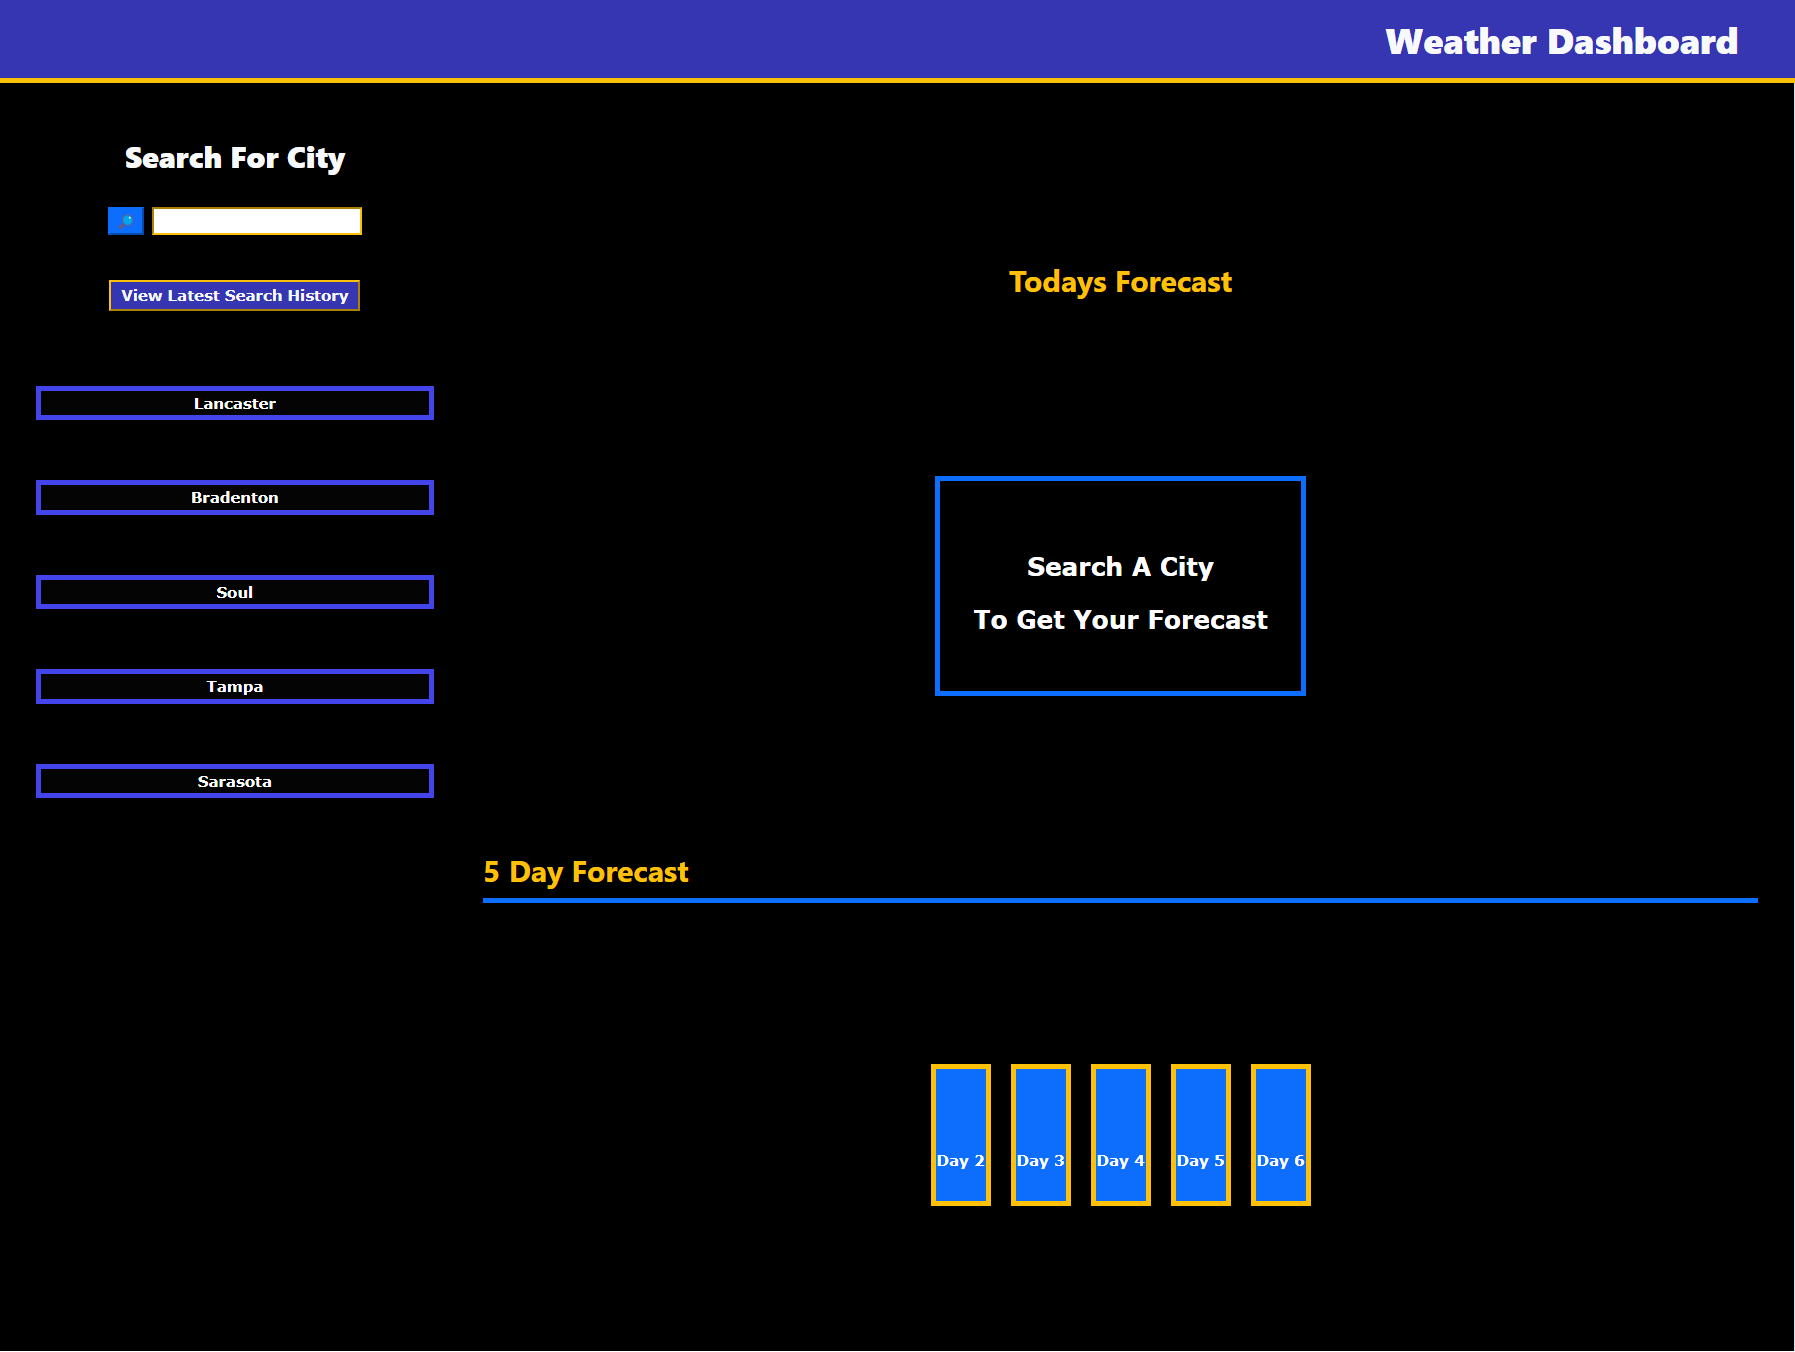 Weather Dashboard
Search For City
View Latest Search History
Lancaster
Bradenton
Soul
Tampa
Sarasota
Todays Forecast
Search A City
To Get Your Forecast
5 Day Forecast
Day 2
Day 3
Day 4
Day 5
Day 6